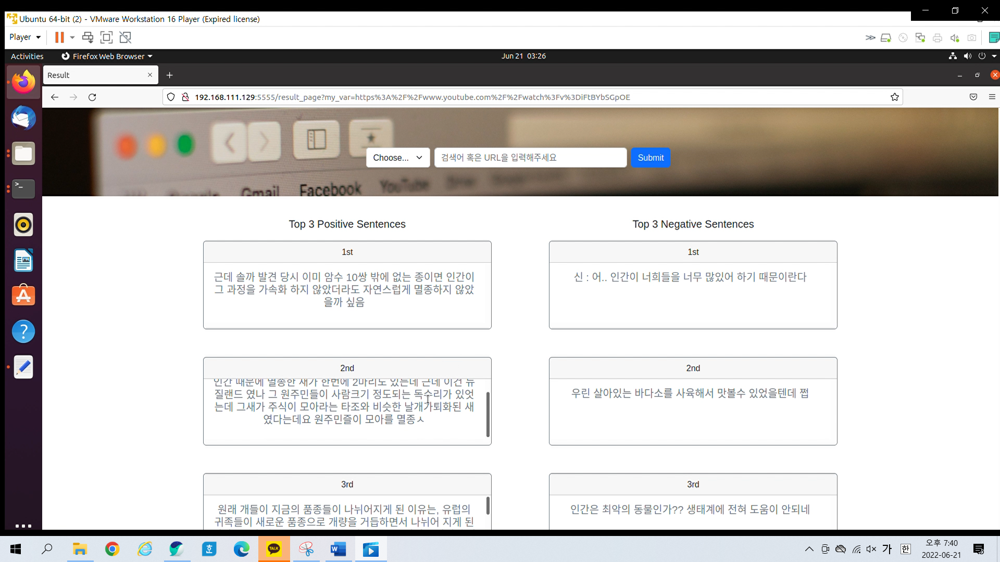 Ubuntu 64-bit (2) - VMware Workstation 16 Player (Expired license)
Player
Activities
Firefox Web Browser
Jun 21 03:26
Result
192.168.111.129:5555/result_page?my_var=https%3A%2F%2Fwww.youtube.com%2F%2Fwatch%3Fv%3DiFtBYbSGpOE
Choose...
검색어 혹은 URL을 입력해주세요
Submit
Gmail
Facebook
YouTube
Top 3 Positive Sentences
Top 3 Negative Sentences
1st
근데 솔까 발견 당시 이미 암수 10쌍 밖에 없는 종이면 인간이
그 과정을 가속화 하지 않았더라도 자연스럽게 멸종하지 않았
을까 싶음
1st
신 : 어.. 인간이 너희들을 너무 많있어 하기 때문이란다
2nd
인간 때문에 멸종한 새가 한번에 2마리도 있는데 근데 이건 뉴
질랜드 였나 그 원주민들이 사람크기 정도되는 독수리가 있엇
는데 그새가 주식이 모아라는 타조와 비슷한 날개가퇴화된 새
였다는데요 원주민즐이 모아를 멸종ㅅ
2nd
우린 살아있는 바다소를 사육해서 맛볼수 있었을텐데 쩝
3rd
원래 개들이 지금의 품종들이 나뉘어지게 된 이유는, 유럽의
귀족들이 새로운 품종으로 개량을 거듭하면서 나뉘어 지게 된
3rd
인간은 최악의 동물인가?? 생태계에 전혀 도움이 안되네
TALK
가
한
오후 7:40
2022-06-21